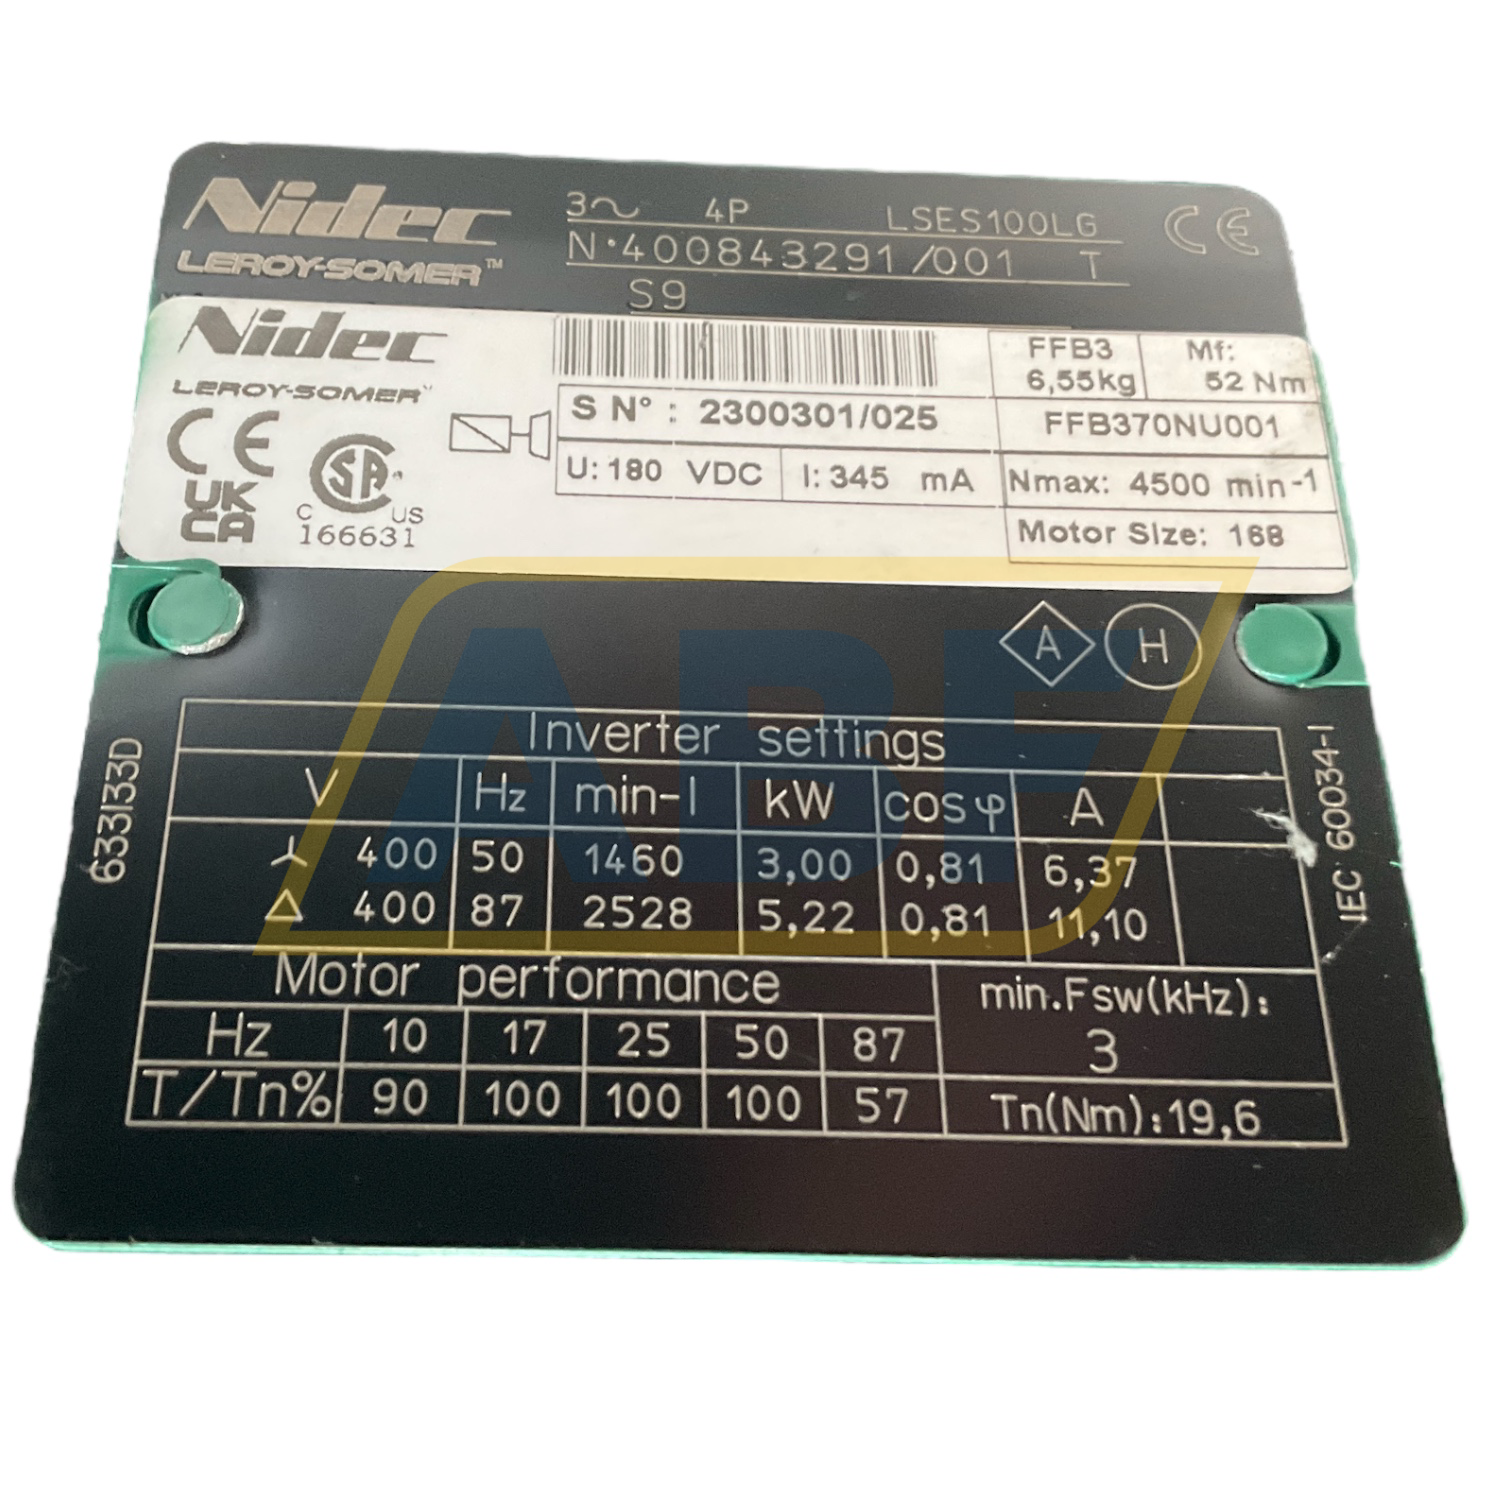 Nidec
LEROY-SOMER™
3~ 4P LSES100LG CE
N°400843291/001 T
S9
Nidec
LEROY-SOMER™
CE
UK
CA
C US
166631
S N° : 2300301/025
U: 180 VDC I: 345 mA
FFB3 Mf:
6,55kg 52 Nm
FFB370NU001
Nmax: 4500 min-1
Motor Size: 168
A H
ABF
633133D
IEC 60034-1
Inverter settings
V Hz min-1 kW cosφ A
400 50 1460 3,00 0,81 6,37
Δ 400 87 2528 5,22 0,81 11,10
Motor performance min.Fsw(kHz):
Hz 10 17 25 50 87 3
T/Tn% 90 100 100 100 57 Tn(Nm):19,6